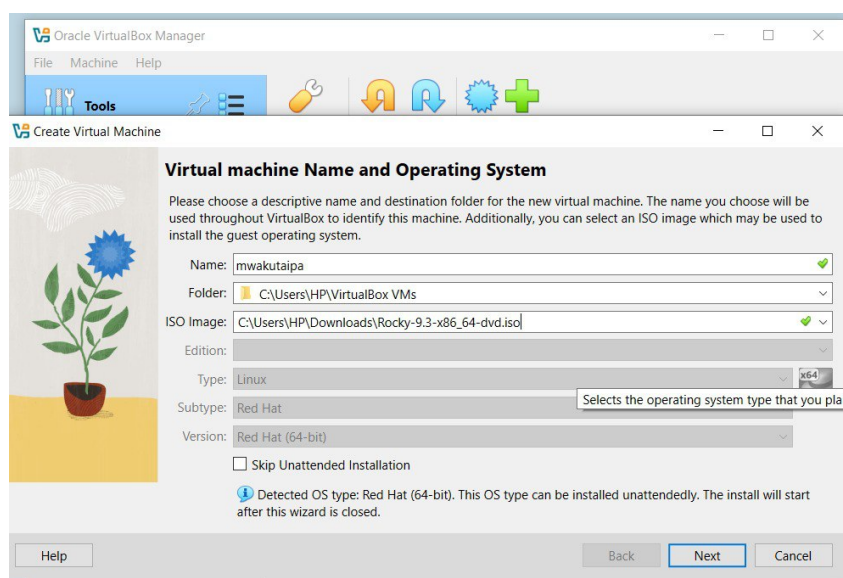 Oracle VirtualBox Manager
File Machine Help
Tools
Create Virtual Machine
Virtual machine Name and Operating System
Please choose a descriptive name and destination folder for the new virtual machine. The name you choose will be
used throughout VirtualBox to identify this machine. Additionally, you can select an ISO image which may be used to
install the guest operating system.
Name: mwakutaipa
Folder: C:\Users\HP\VirtualBox VMs
ISO Image: C:\Users\HP\Downloads\Rocky-9.3-x86_64-dvd.iso
Edition:
Type: Linux
x64
Selects the operating system type that you pla
Subtype: Red Hat
Version: Red Hat (64-bit)
Skip Unattended Installation
Detected OS type: Red Hat (64-bit). This OS type can be installed unattendedly. The install will start
after this wizard is closed.
Help Back Next Cancel